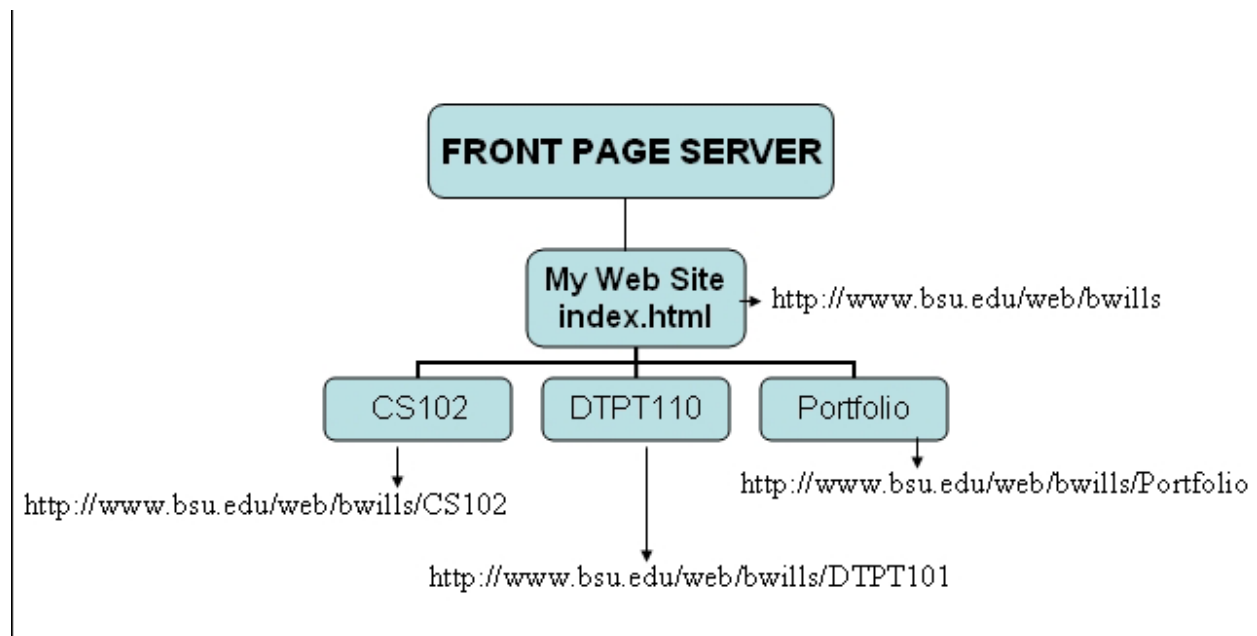 FRONT PAGE SERVER
My Web Site
index.html
http://www.bsu.edu/web/bwills
CS102
DTPT110
Portfolio
http://www.bsu.edu/web/bwills/CS102
http://www.bsu.edu/web/bwills/Portfolio
http://www.bsu.edu/web/bwills/DTPT101